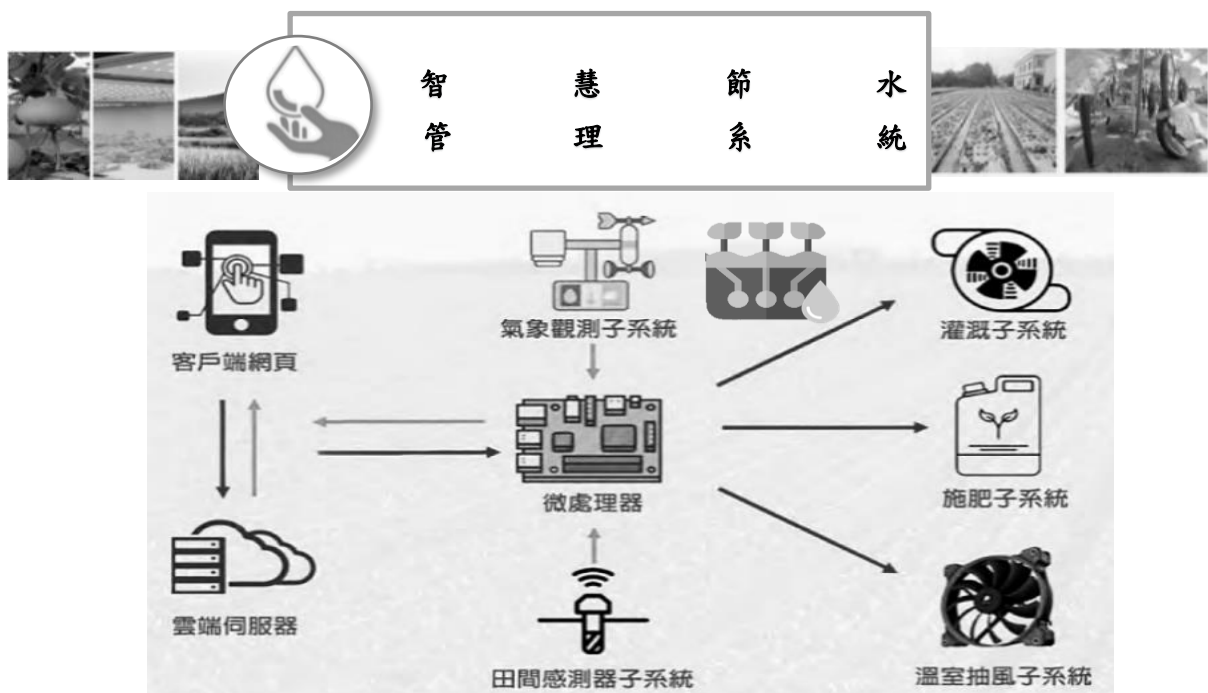 智慧節水
管理系統
氣象觀測子系統
灌溉子系統
客戶端網頁
微處理器
施肥子系統
雲端伺服器
田間感測器子系統
溫室抽風子系統